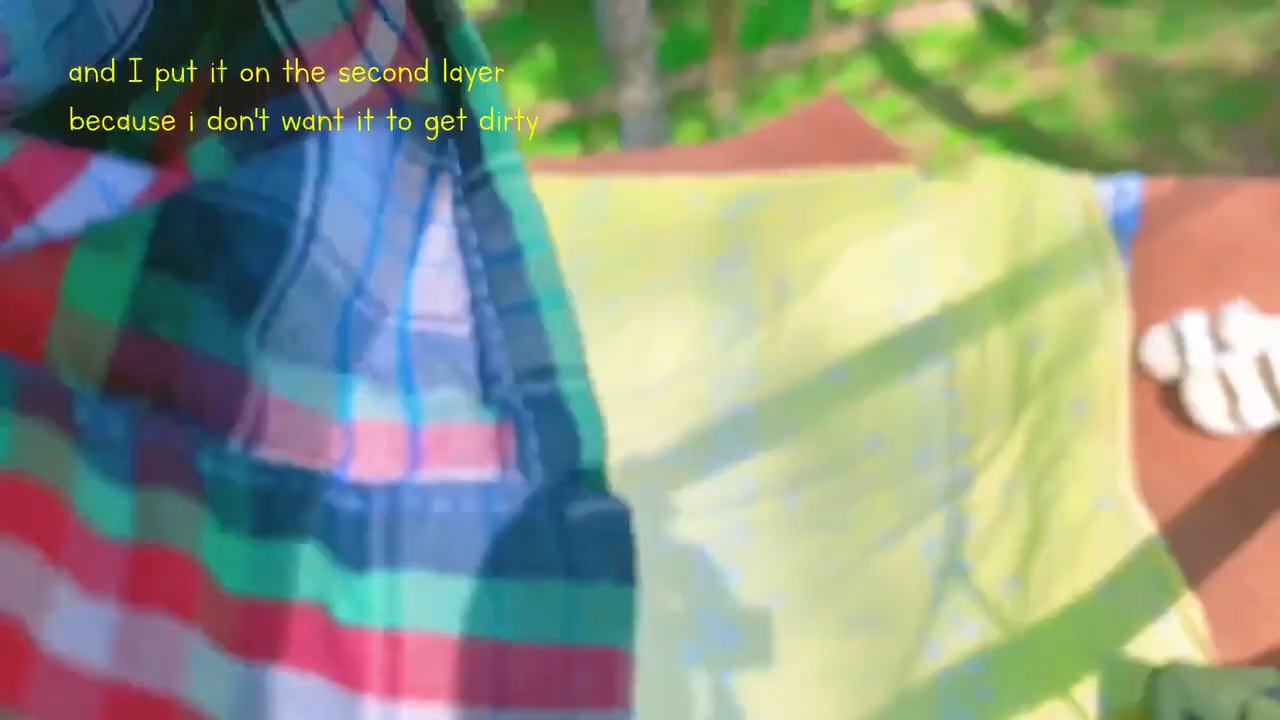 and I put it on the second layer
because i don't want it to get dirty